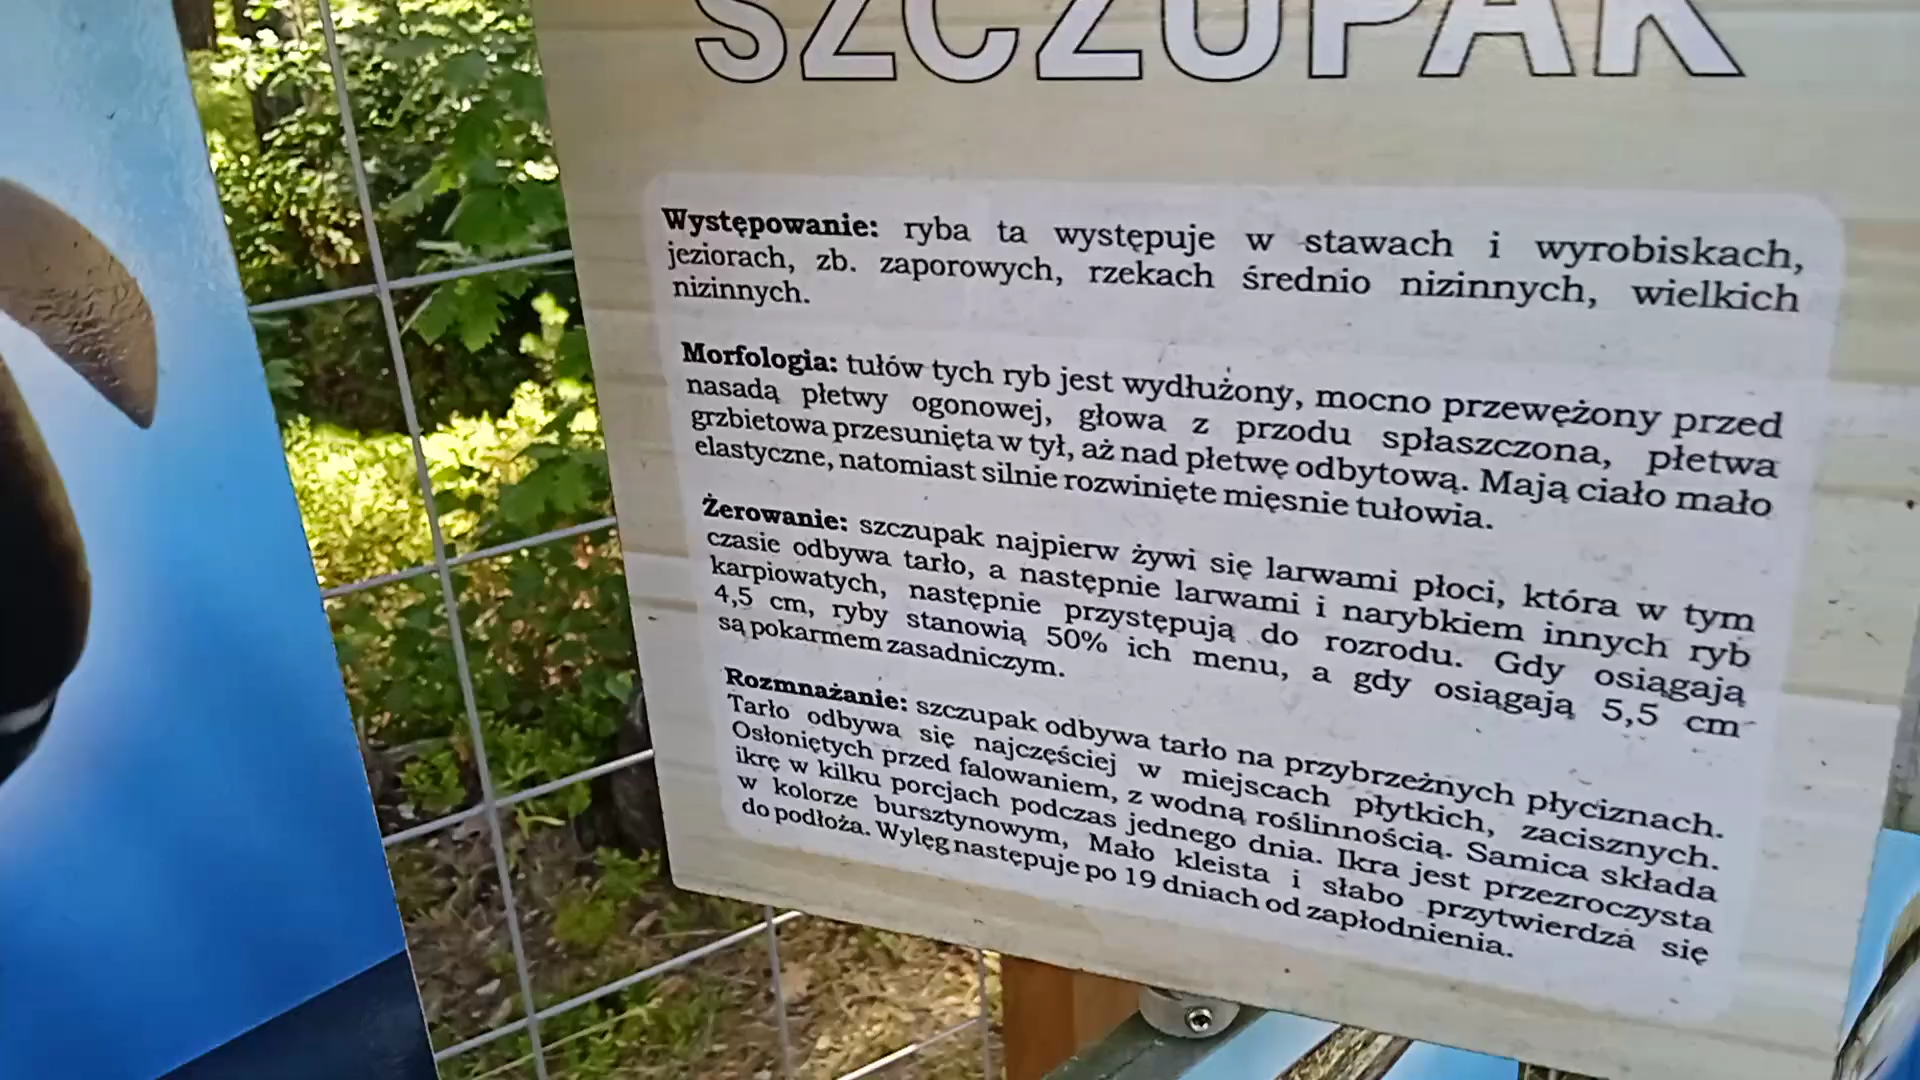 SZCZUPAK
Występowanie: ryba ta występuje w stawach i wyrobiskach,
jeziorach, zb. zaporowych, rzekach średnio nizinnych, wielkich
nizinnych.
Morfologia: tułów tych ryb jest wydłużony, mocno przewężony przed
nasadą płetwy ogonowej, głowa z przodu spłaszczona, płetwa
grzbietowa przesunięta w tył, aż nad płetwę odbytową. Mają ciało mało
elastyczne, natomiast silnie rozwinięte mięsnie tułowia.
Żerowanie: szczupak najpierw żywi się larwami płoci, która w tym
czasie odbywa tarło, a następnie larwami i narybkiem innych ryb
karpiowatych, następnie przystępują do rozrodu. Gdy osiągają
4,5 cm, ryby stanowią 50% ich menu, a gdy osiągają 5,5 cm
są pokarmem zasadniczym.
Rozmnażanie: szczupak odbywa tarło na przybrzeżnych płyciznach.
Tarło odbywa się najczęściej w miejscach płytkich, zacisznych.
Osłoniętych przed falowaniem, z wodną roślinnością. Samica składa
ikrę w kilku porcjach podczas jednego dnia. Ikra jest przezroczysta
w kolorze bursztynowym, Mało kleista i słabo przytwierdza się
do podłoża. Wylęg następuje po 19 dniach od zapłodnienia.